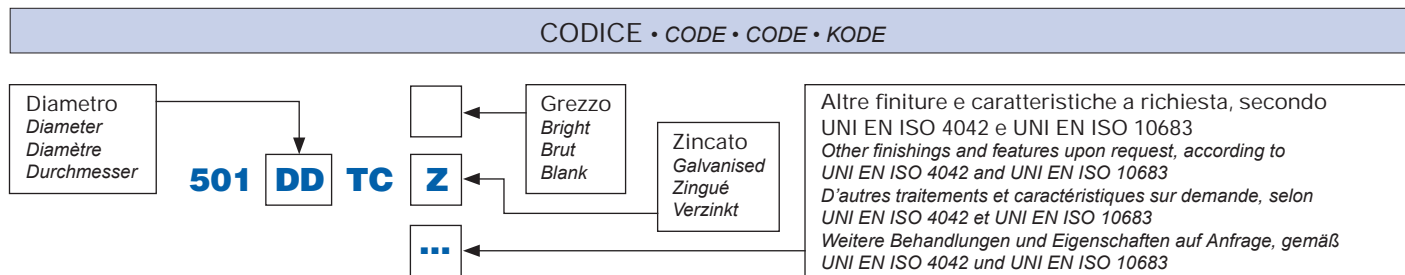 CODICE • CODE • CODE • KODE
Diametro
Diameter
Diamètre
Durchmesser
501 DD TC Z
...
Grezzo
Bright
Brut
Blank
Zincato
Galvanised
Zingué
Verzinkt
Altre finiture e caratteristiche a richiesta, secondo
UNI EN ISO 4042 e UNI EN ISO 10683
Other finishings and features upon request, according to
UNI EN ISO 4042 and UNI EN ISO 10683
D'autres traitements et caractéristiques sur demande, selon
UNI EN ISO 4042 et UNI EN ISO 10683
Weitere Behandlungen und Eigenschaften auf Anfrage, gemäß
UNI EN ISO 4042 und UNI EN ISO 10683